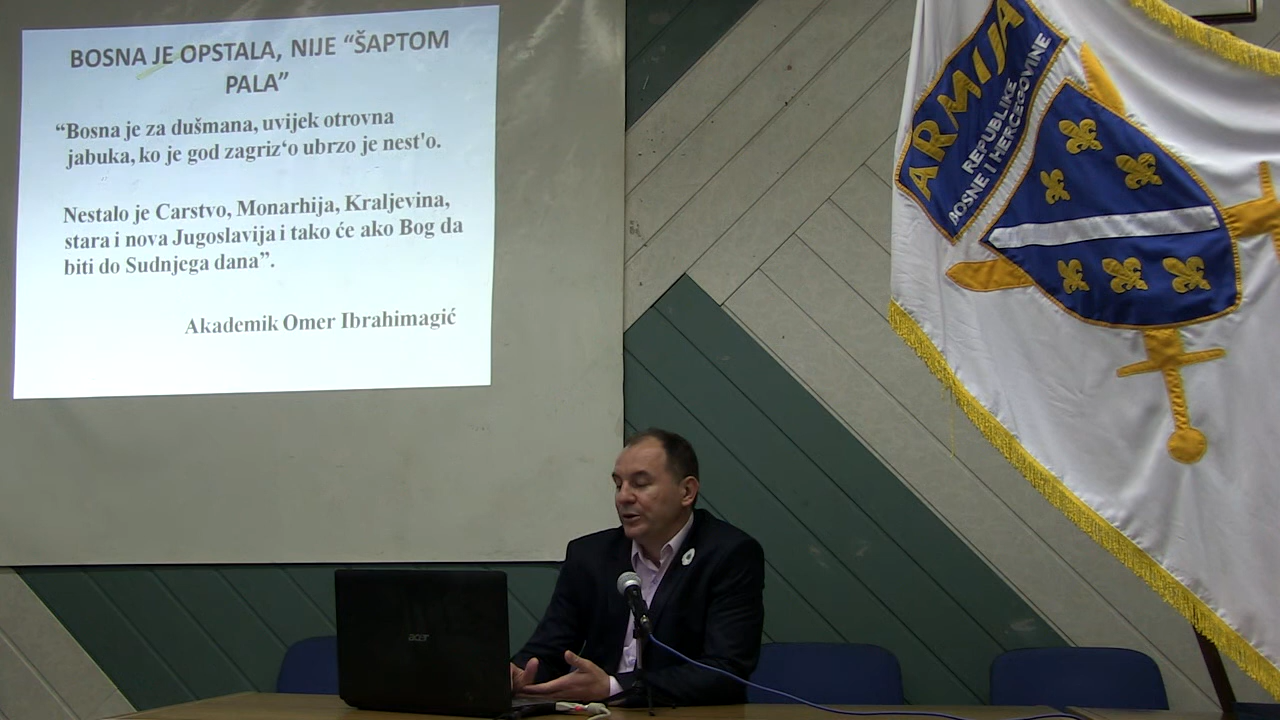 BOSNA JE OPSTALA, NIJE “ŠAPTOM
PALA”
“Bosna je za dušmana, uvijek otrovna
jabuka, ko je god zagriz‘o ubrzo je nest'o.
Nestalo je Carstvo, Monarhija, Kraljevina,
stara i nova Jugoslavija i tako će ako Bog da
biti do Sudnjega dana”.
Akademik Omer Ibrahimagić
ARMIJA
REPUBLIKE
BOSNE I HERCEGOVINE
acer